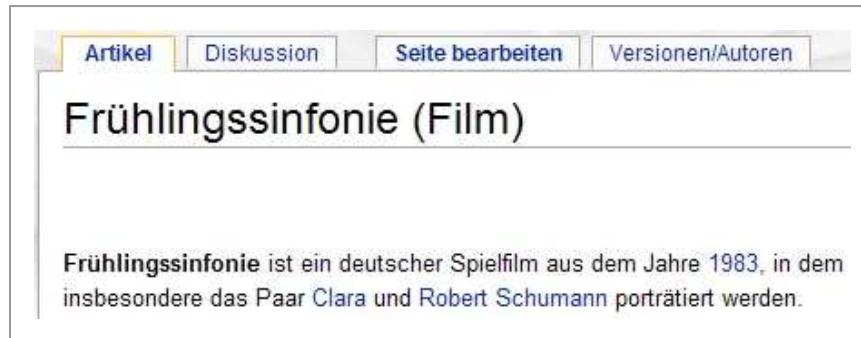 Artikel Diskussion Seite bearbeiten Versionen/Autoren
Frühlingssinfonie (Film)
Frühlingssinfonie ist ein deutscher Spielfilm aus dem Jahre 1983, in dem
insbesondere das Paar Clara und Robert Schumann porträtiert werden.